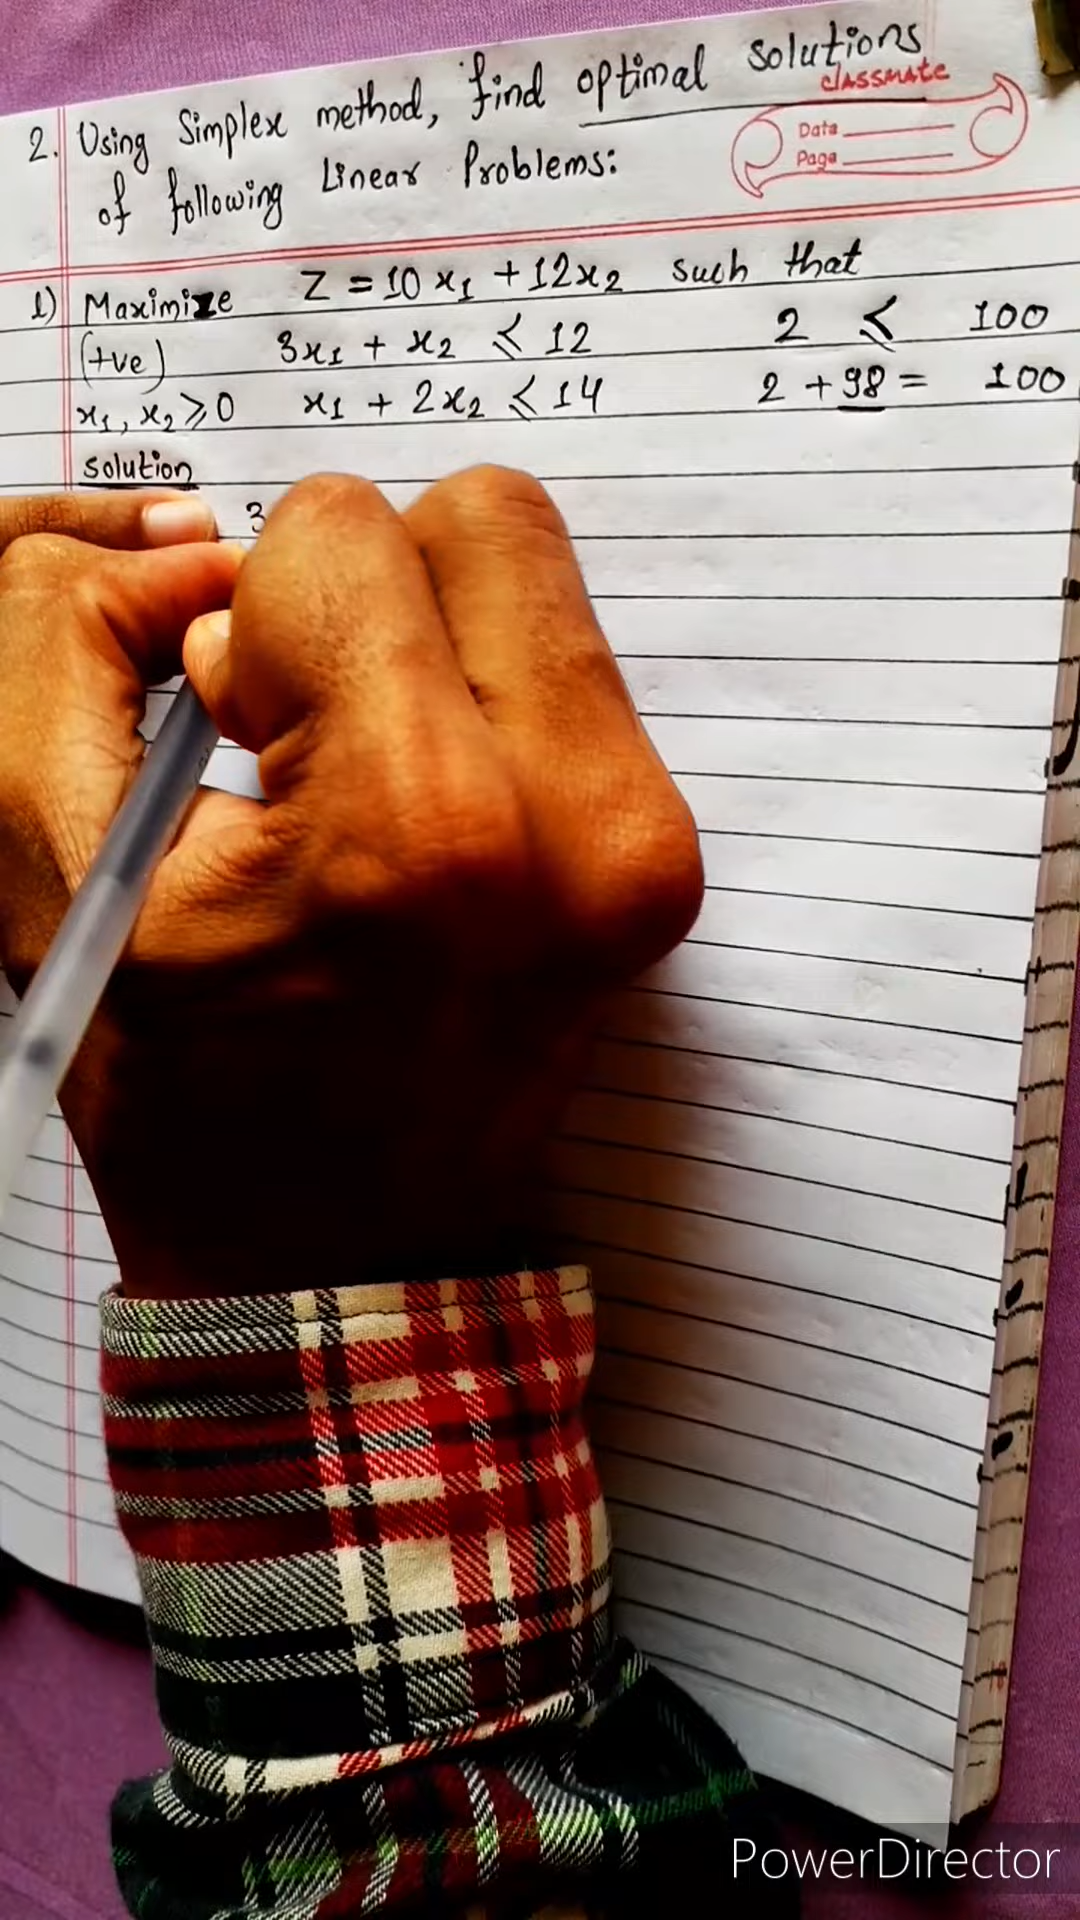 2. Using Simplex method, find optimal solutions
of following Linear Problems:
classmate
Date
Page
1) Maximize Z = 10x₁ + 12x₂ such that
(+ve) 3x₁ + x₂ ≤ 12 2 ≤ 100
x₁, x₂ ≥ 0 x₁ + 2x₂ ≤ 14 2 + 98 = 100
solution
3
PowerDirector